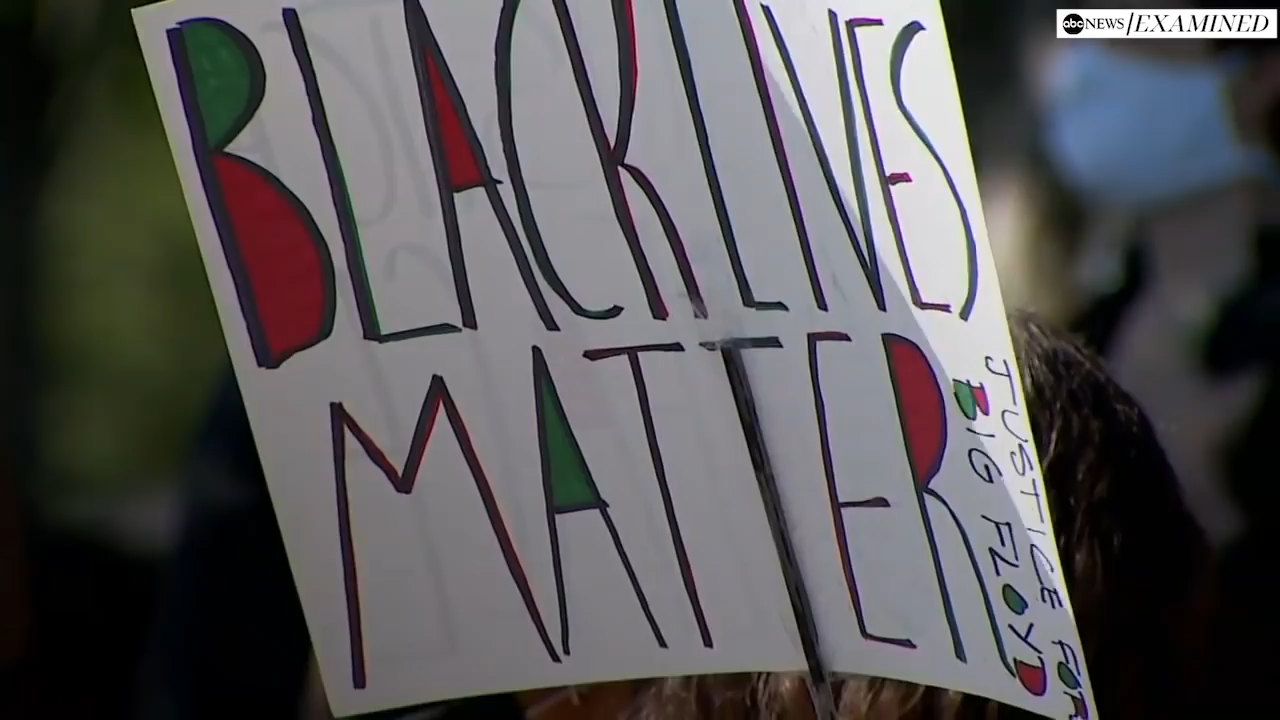 abc NEWS/EXAMINED
BLACK LIVES
MATTER
JUSTICE FOR
BIG FLOYD